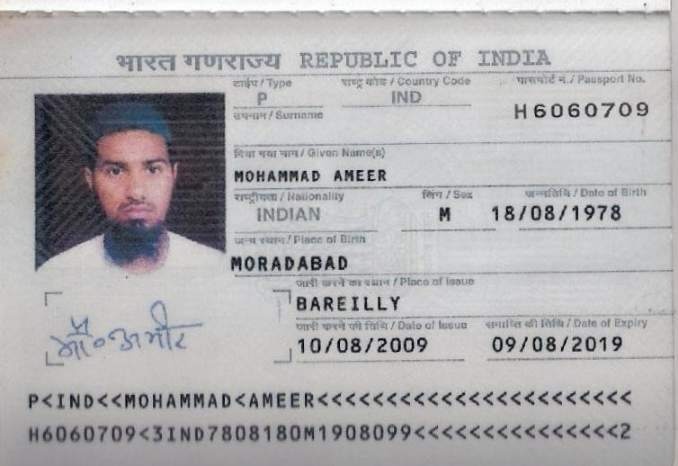 भारत गणराज्य REPUBLIC OF INDIA
टाईप / Type राष्ट्र कोड / Country Code पासपोर्ट नं. / Passport No.
P IND H6060709
उपनाम / Surname
दिया गया नाम / Given Name(s)
MOHAMMAD AMEER
राष्ट्रीयता / Nationality लिंग / Sex जन्मतिथि / Date of Birth
INDIAN M 18/08/1978
जन्म स्थान / Place of Birth
MORADABAD
जारी करने का स्थान / Place of Issue
BAREILLY
जारी करने की तिथि / Date of Issue समाप्ति की तिथि / Date of Expiry
10/08/2009 09/08/2019
मौ०अमीर
P<IND<<MOHAMMAD<AMEER<<<<<<<<<<<<<<<<<<<<<<<
H6060709<3IND7808180M1908099<<<<<<<<<<<<<<<2